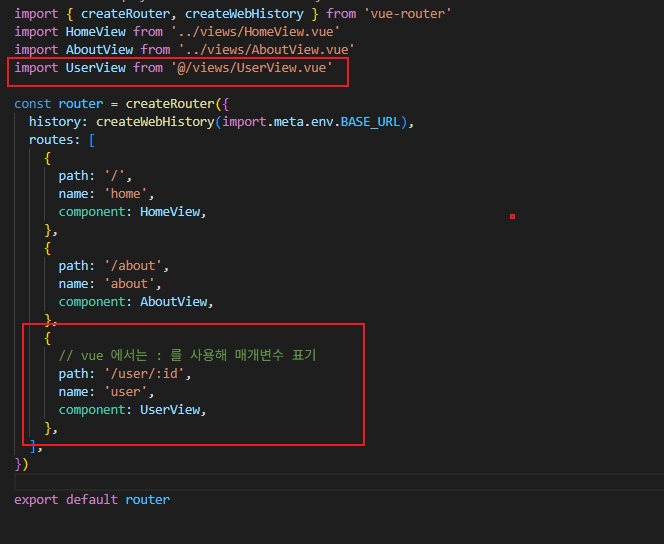 import { createRouter, createWebHistory } from 'vue-router'
import HomeView from '../views/HomeView.vue'
import AboutView from '../views/AboutView.vue'
import UserView from '@/views/UserView.vue'
const router = createRouter({
history: createWebHistory(import.meta.env.BASE_URL),
routes: [
{
path: '/',
name: 'home',
component: HomeView,
},
{
path: '/about',
name: 'about',
component: AboutView,
},
{
// vue 에서는 : 를 사용해 매개변수 표기
path: '/user/:id',
name: 'user',
component: UserView,
},
],
})
export default router